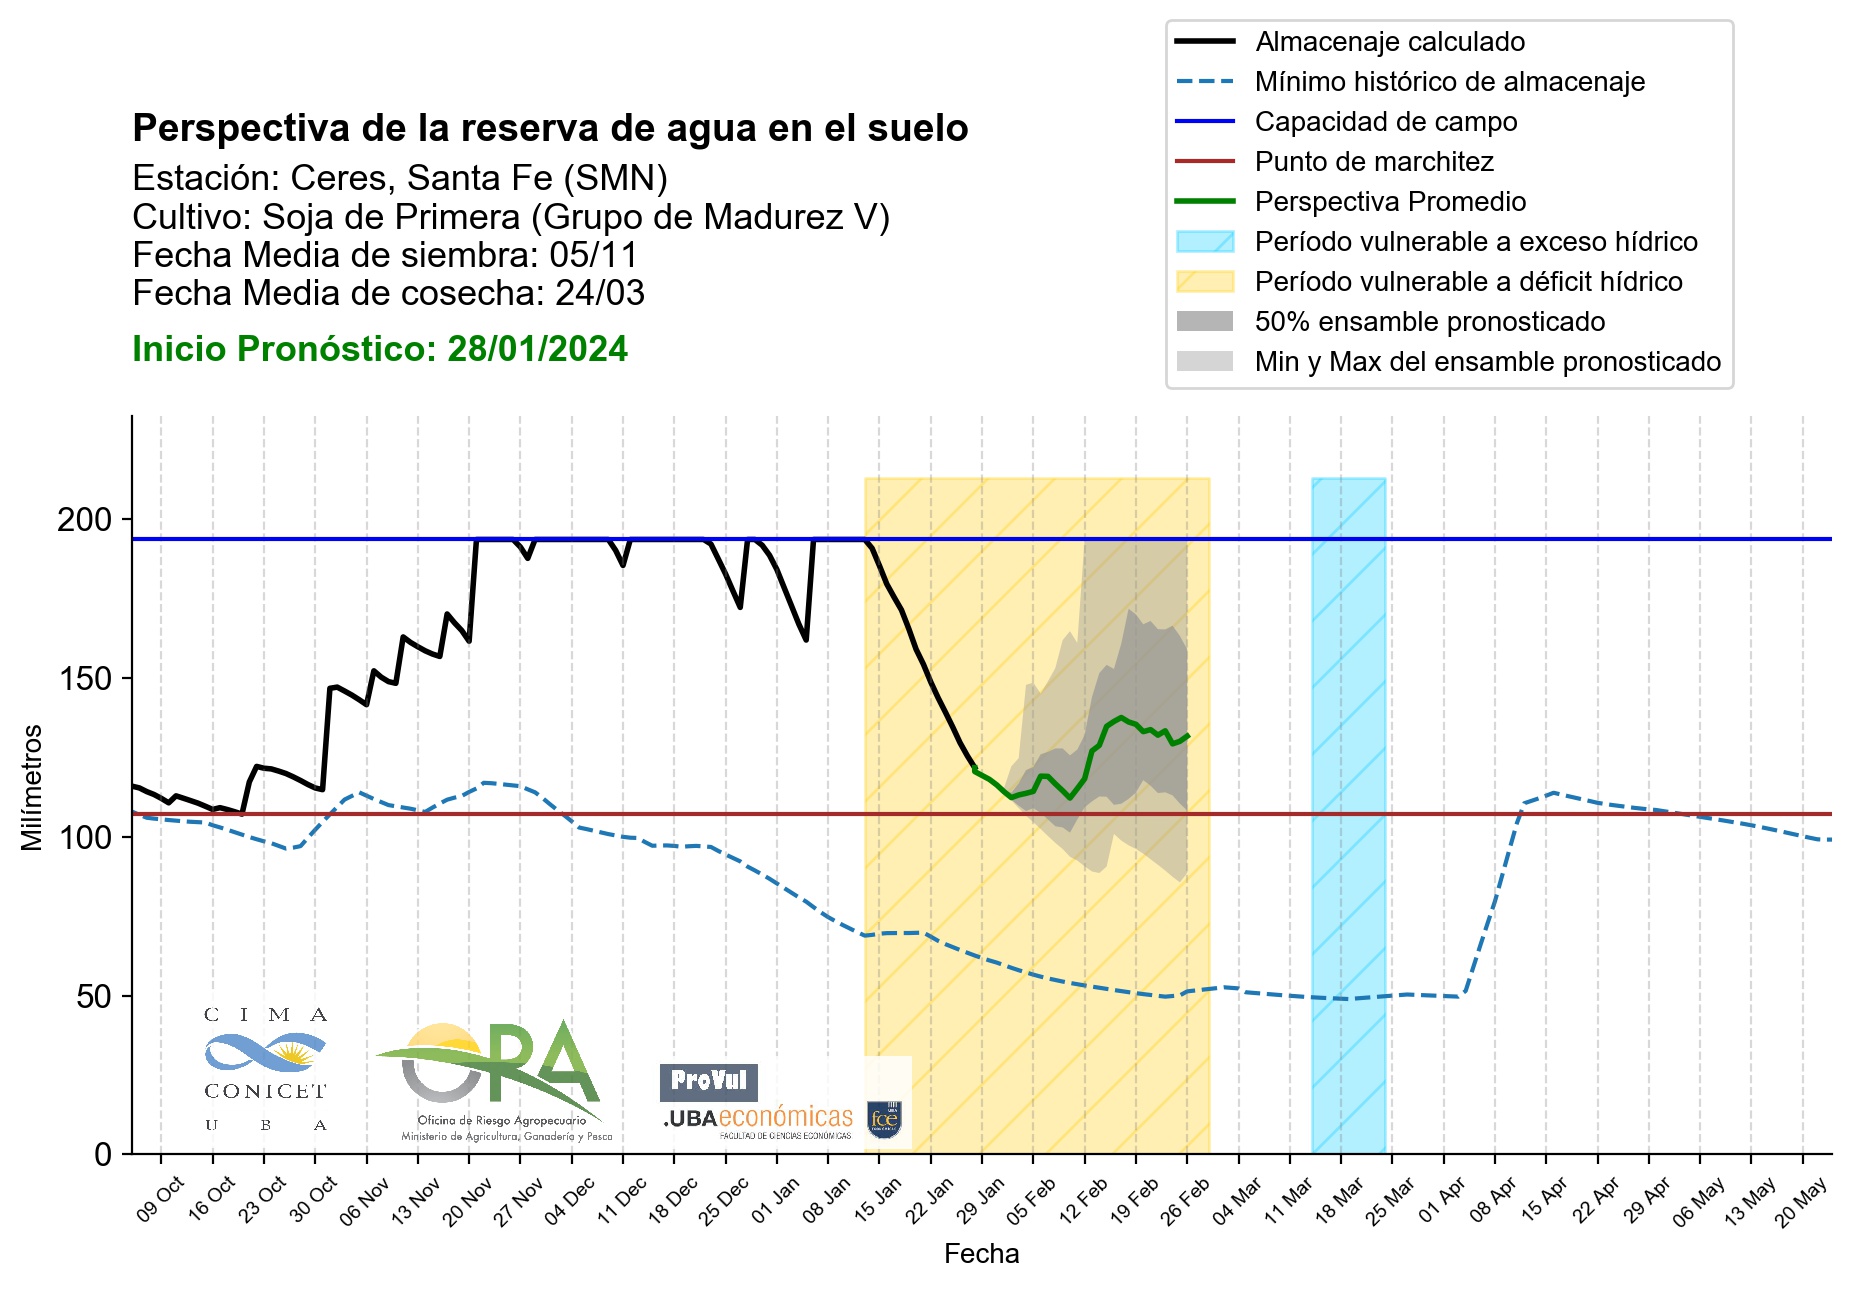 Almacenaje calculado
Mínimo histórico de almacenaje
Capacidad de campo
Punto de marchitez
Perspectiva Promedio
Período vulnerable a exceso hídrico
Período vulnerable a déficit hídrico
50% ensamble pronosticado
Min y Max del ensamble pronosticado
Perspectiva de la reserva de agua en el suelo
Estación: Ceres, Santa Fe (SMN)
Cultivo: Soja de Primera (Grupo de Madurez V)
Fecha Media de siembra: 05/11
Fecha Media de cosecha: 24/03
Inicio Pronóstico: 28/01/2024
Milímetros
200
150
100
50
0
CIMA
CONICET
UBA
OPA
Oficina de Riesgo Agropecuario
Ministerio de Agricultura, Ganadería y Pesca
ProVul
.UBAeconómicas
FACULTAD DE CIENCIAS ECONÓMICAS
UBA
fce
09 Oct
16 Oct
23 Oct
30 Oct
06 Nov
13 Nov
20 Nov
27 Nov
04 Dec
11 Dec
18 Dec
25 Dec
01 Jan
08 Jan
15 Jan
22 Jan
29 Jan
05 Feb
12 Feb
19 Feb
26 Feb
04 Mar
11 Mar
18 Mar
25 Mar
01 Apr
08 Apr
15 Apr
22 Apr
29 Apr
06 May
13 May
20 May
Fecha